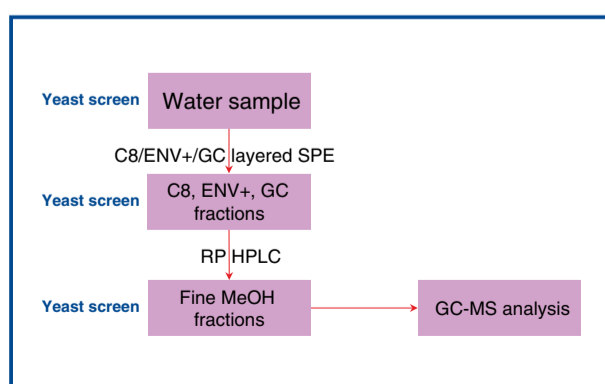 Yeast screen
Water sample
C8/ENV+/GC layered SPE
Yeast screen
C8, ENV+, GC
fractions
RP HPLC
Yeast screen
Fine MeOH
fractions
GC-MS analysis